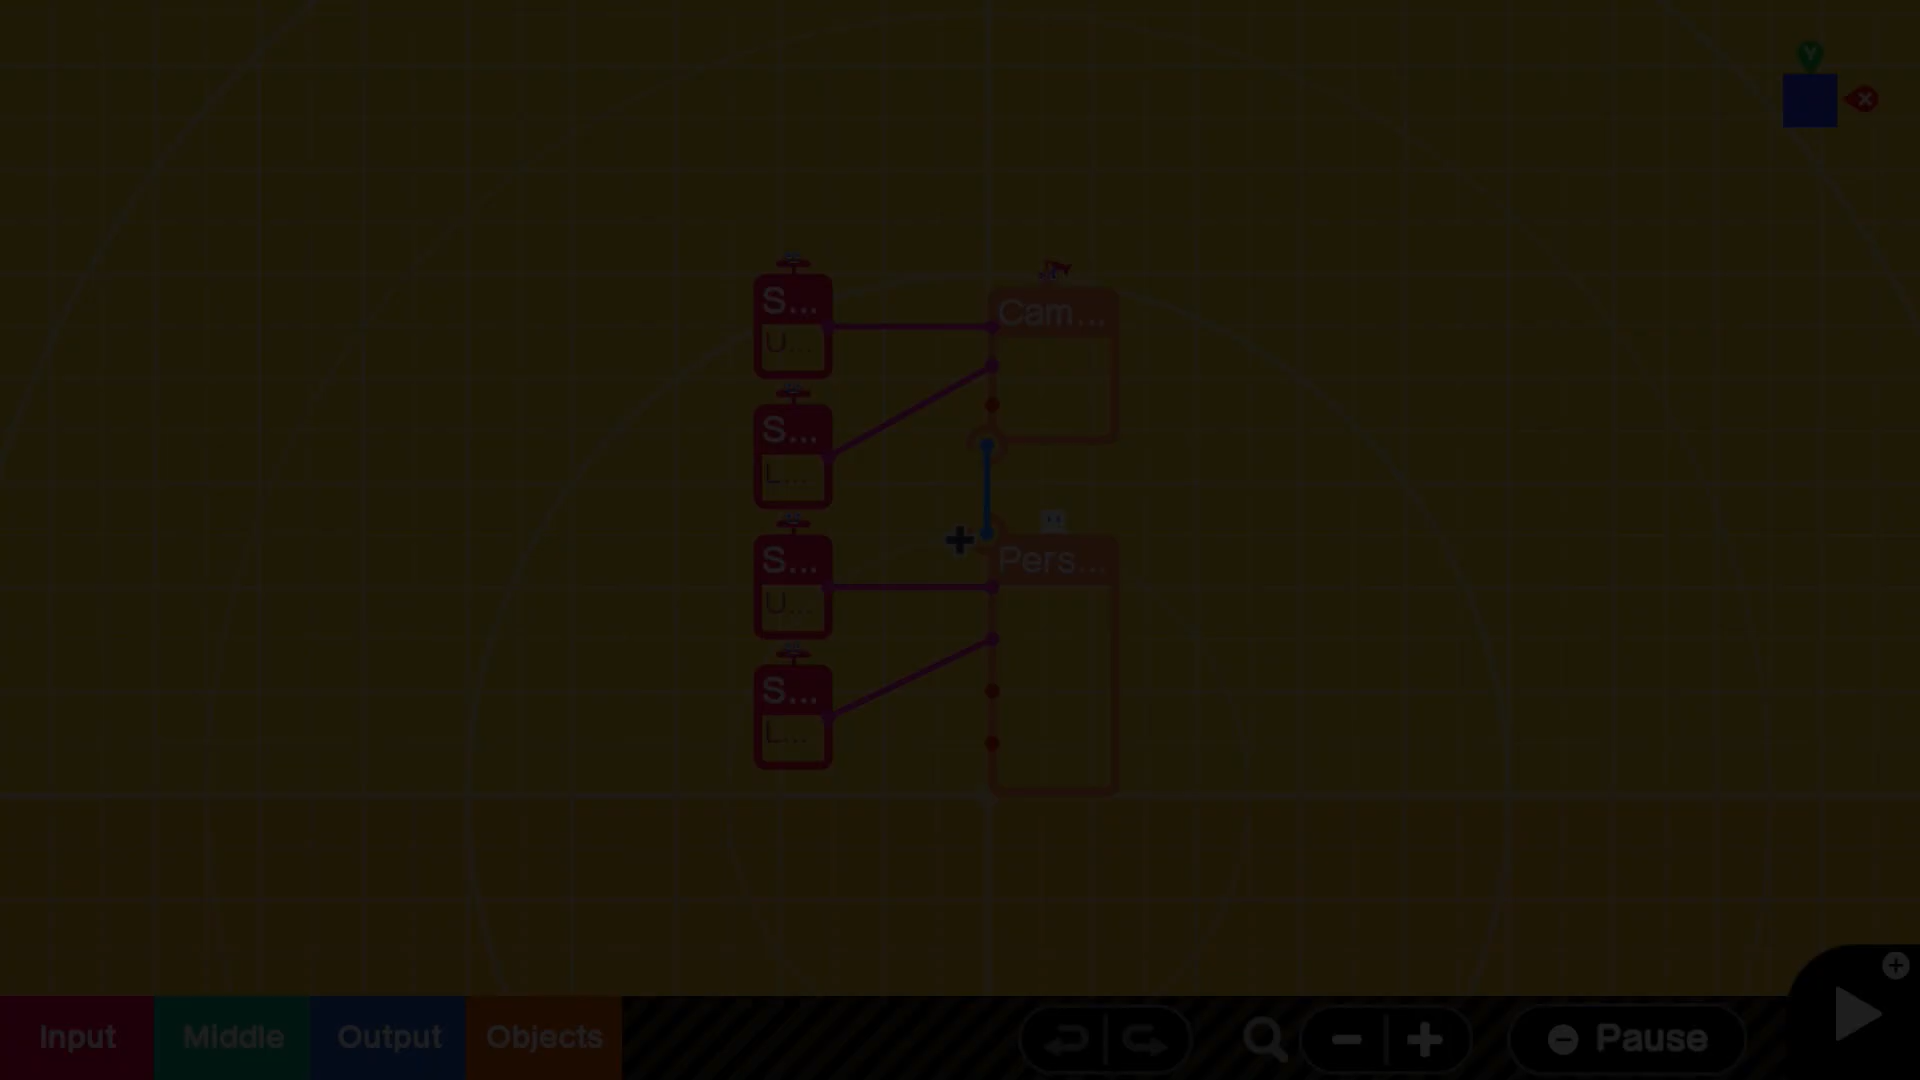 Y
X
S...
Cam...
U...
S...
L...
S...
Pers...
U...
S...
L...
Input
Middle
Output
Objects
Pause